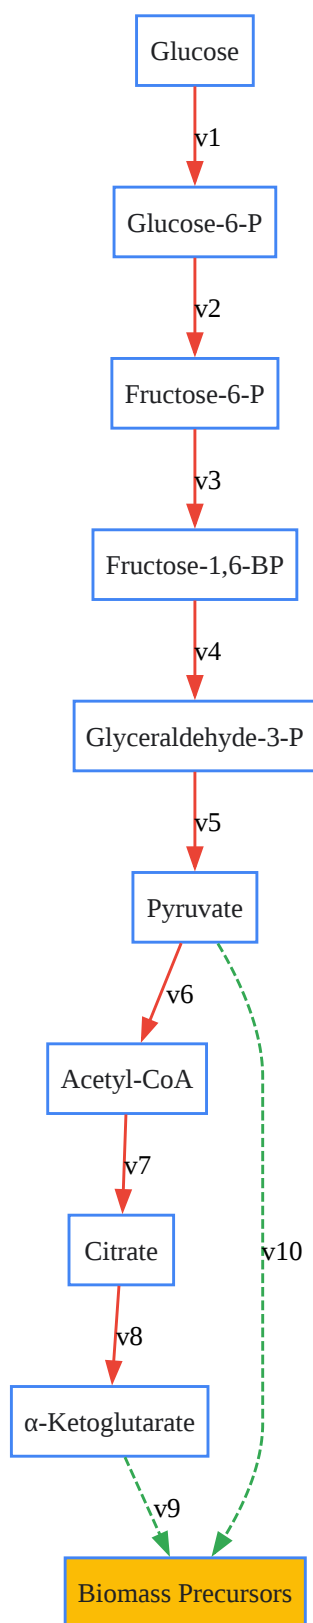 Glucose
v1
Glucose-6-P
v2
Fructose-6-P
v3
Fructose-1,6-BP
v4
Glyceraldehyde-3-P
v5
Pyruvate
v6
Acetyl-CoA
v7
Citrate
v10
v8
α-Ketoglutarate
v9
Biomass Precursors